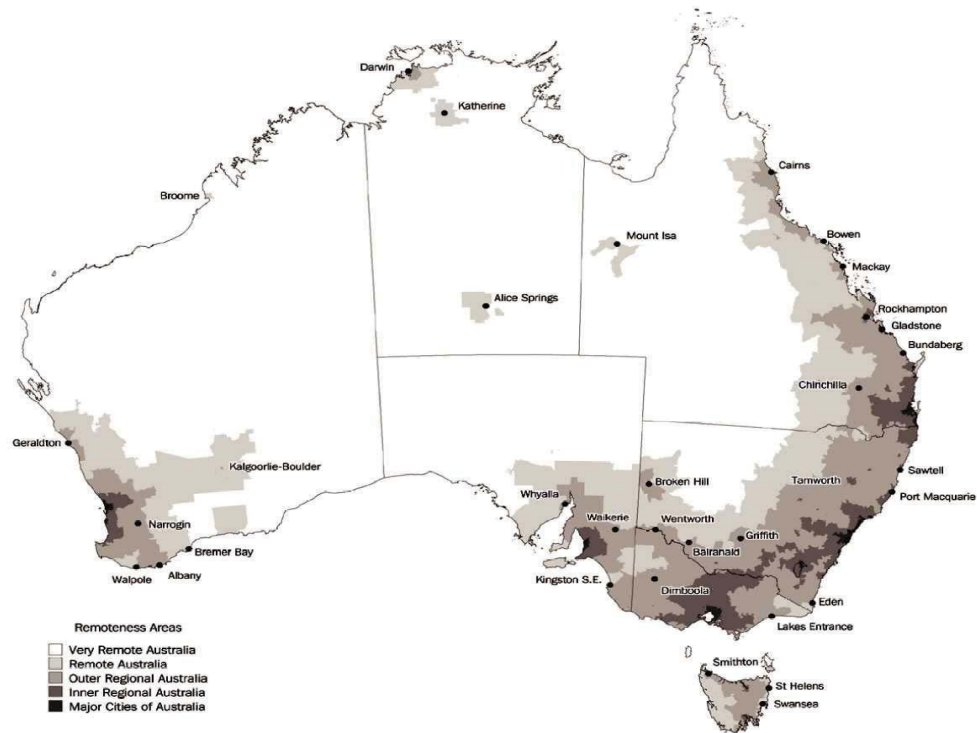 Darwin
Katherine
Cairns
Broome
Mount Isa
Bowen
Mackay
Alice Springs
Rockhampton
Gladstone
Bundaberg
Chinchilla
Geraldton
Kalgoorlie-Boulder
Sawtell
Tamworth
Broken Hill
Whyalla
Port Macquarie
Narrogin
Waikerie
Wentworth
Griffith
Bremer Bay
Balranald
Walpole
Albany
Kingston S.E.
Dimboola
Eden
Lakes Entrance
Remoteness Areas
Very Remote Australia
Remote Australia
Outer Regional Australia
Inner Regional Australia
Major Cities of Australia
Smithton
St Helens
Swansea